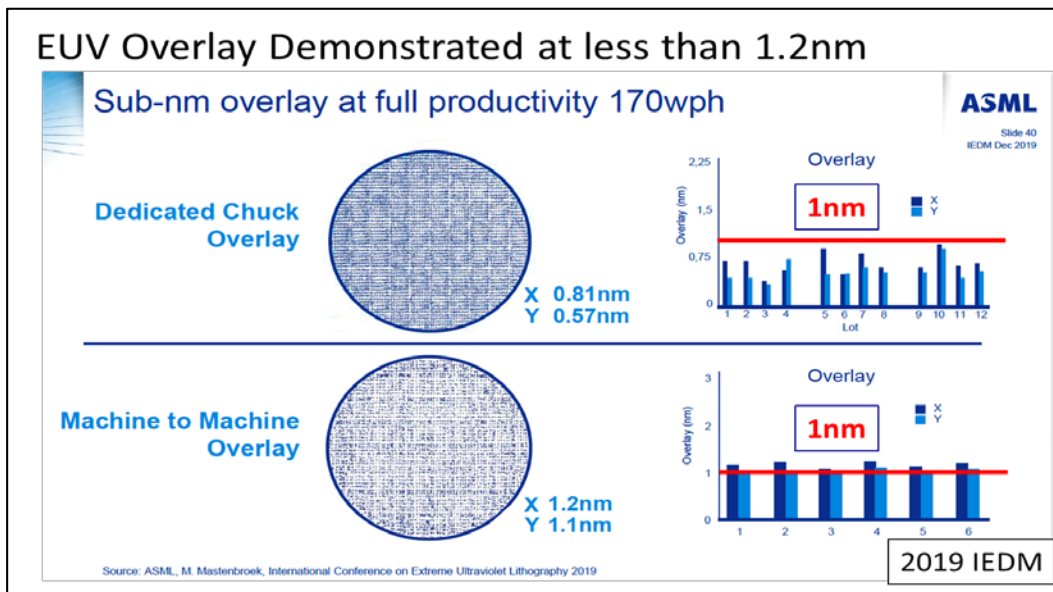 EUV Overlay Demonstrated at less than 1.2nm
Sub-nm overlay at full productivity 170wph
ASML
Slide 40
IEDM Dec 2019
Dedicated Chuck
Overlay
X 0.81nm
Y 0.57nm
Overlay
2,25
1,5
0,75
0
Overlay (nm)
1nm
X
Y
1 2 3 4 5 6 7 8 9 10 11 12
Lot
Machine to Machine
Overlay
X 1.2nm
Y 1.1nm
Overlay
3
2
1
0
Overlay (nm)
1nm
X
Y
1 2 3 4 5 6
Source: ASML, M. Mastenbroek, International Conference on Extreme Ultraviolet Lithography 2019
2019 IEDM